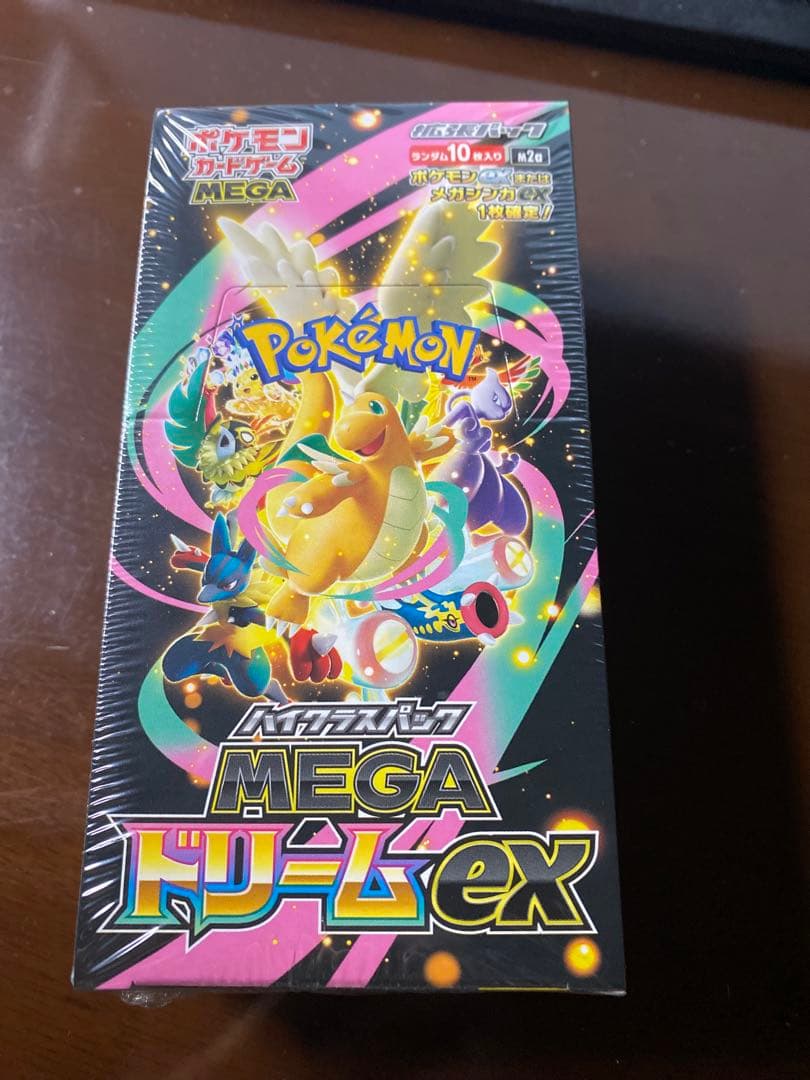 ポケモン
カードゲーム
MEGA
拡張パック
ランダム10枚入り
M2a
ポケモンexまたは
メガシンカex
1枚確定!!
POKéMON
TM
ハイクラスパック
MEGA
ドリームex